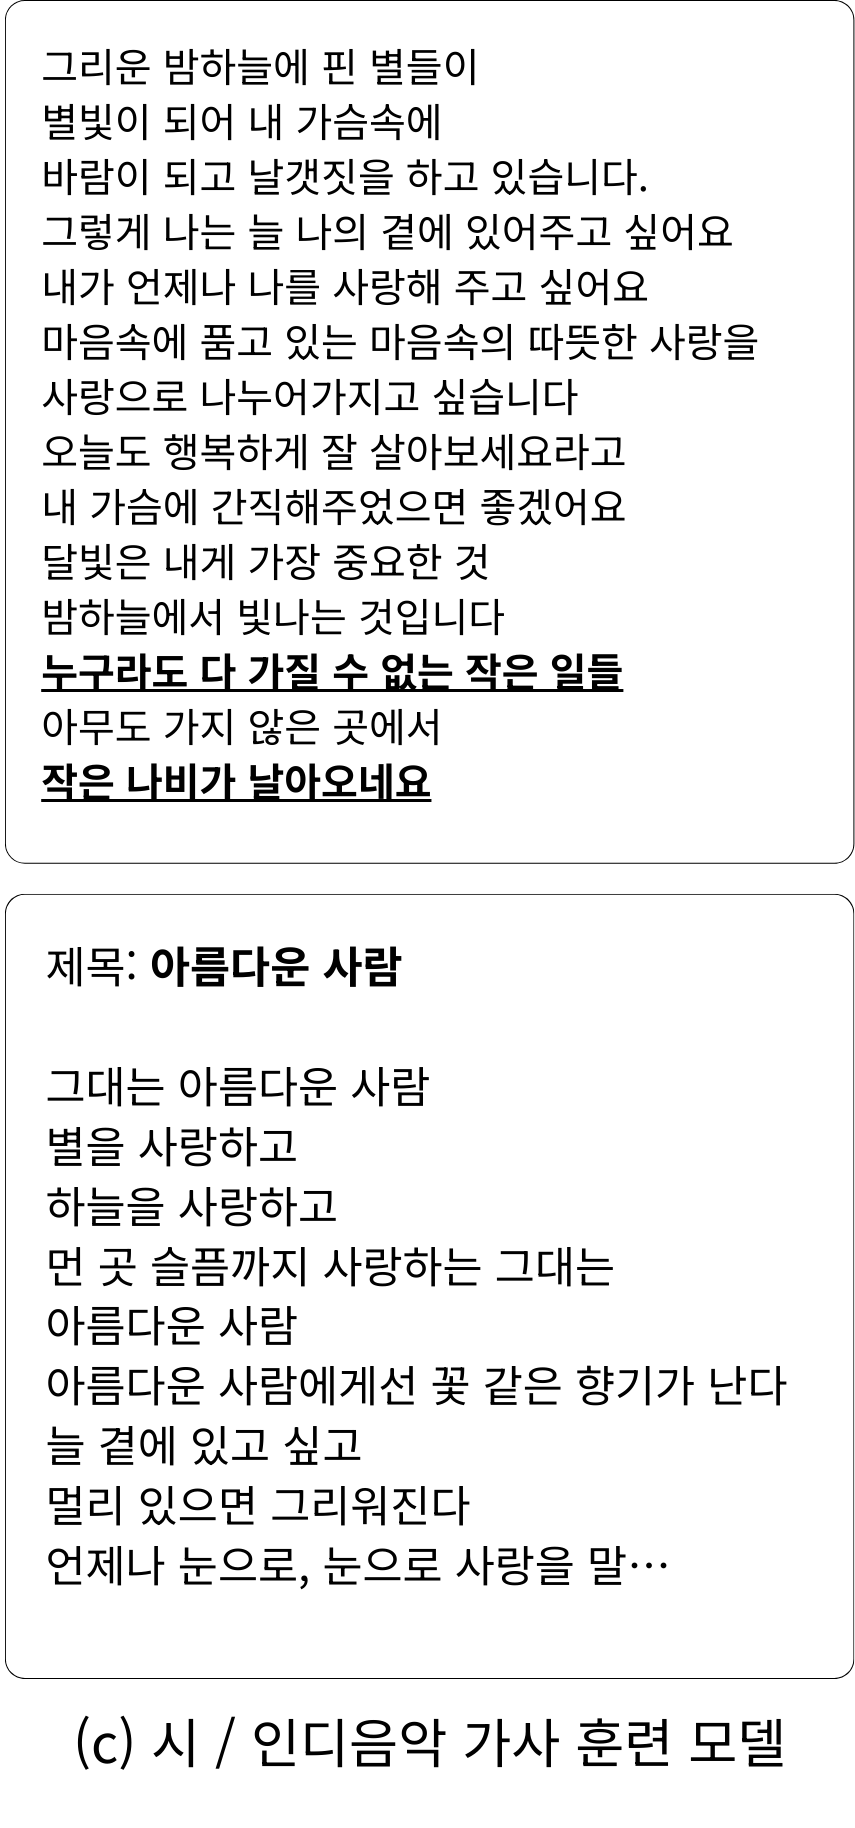 그리운 밤하늘에 핀 별들이
별빛이 되어 내 가슴속에
바람이 되고 날갯짓을 하고 있습니다.
그렇게 나는 늘 나의 곁에 있어주고 싶어요
내가 언제나 나를 사랑해 주고 싶어요
마음속에 품고 있는 마음속의 따뜻한 사랑을
사랑으로 나누어가지고 싶습니다
오늘도 행복하게 잘 살아보세요라고
내 가슴에 간직해주었으면 좋겠어요
달빛은 내게 가장 중요한 것
밤하늘에서 빛나는 것입니다
누구라도 다 가질 수 없는 작은 일들
아무도 가지 않은 곳에서
작은 나비가 날아오네요
제목: 아름다운 사람
그대는 아름다운 사람
별을 사랑하고
하늘을 사랑하고
먼 곳 슬픔까지 사랑하는 그대는
아름다운 사람
아름다운 사람에게선 꽃 같은 향기가 난다
늘 곁에 있고 싶고
멀리 있으면 그리워진다
언제나 눈으로, 눈으로 사랑을 말…
(c) 시 / 인디음악 가사 훈련 모델